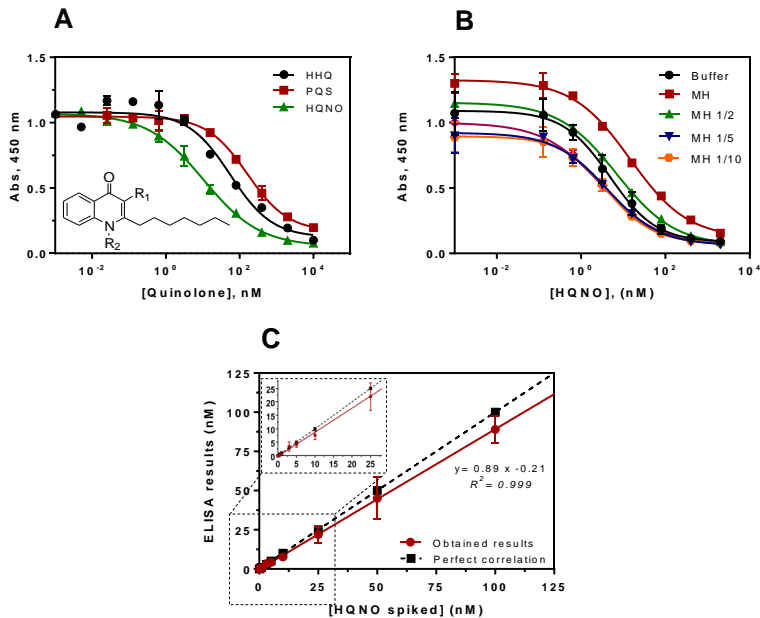 A
1.5
1.0
0.5
0.0
Abs, 450 nm
10⁻² 10⁰ 10² 10⁴
[Quinolone], nM
HHQ
PQS
HQNO
O
R₁
N
R₂
B
1.5
1.0
0.5
0.0
Abs, 450 nm
10⁻² 10⁰ 10² 10⁴
[HQNO], (nM)
Buffer
MH
MH 1/2
MH 1/5
MH 1/10
C
125
100
75
50
25
0
ELISA results (nM)
0 25 50 75 100 125
[HQNO spiked] (nM)
25
20
15
10
5
0
0 5 10 15 20 25
y= 0.89 x -0.21
R² = 0.999
Obtained results
Perfect correlation